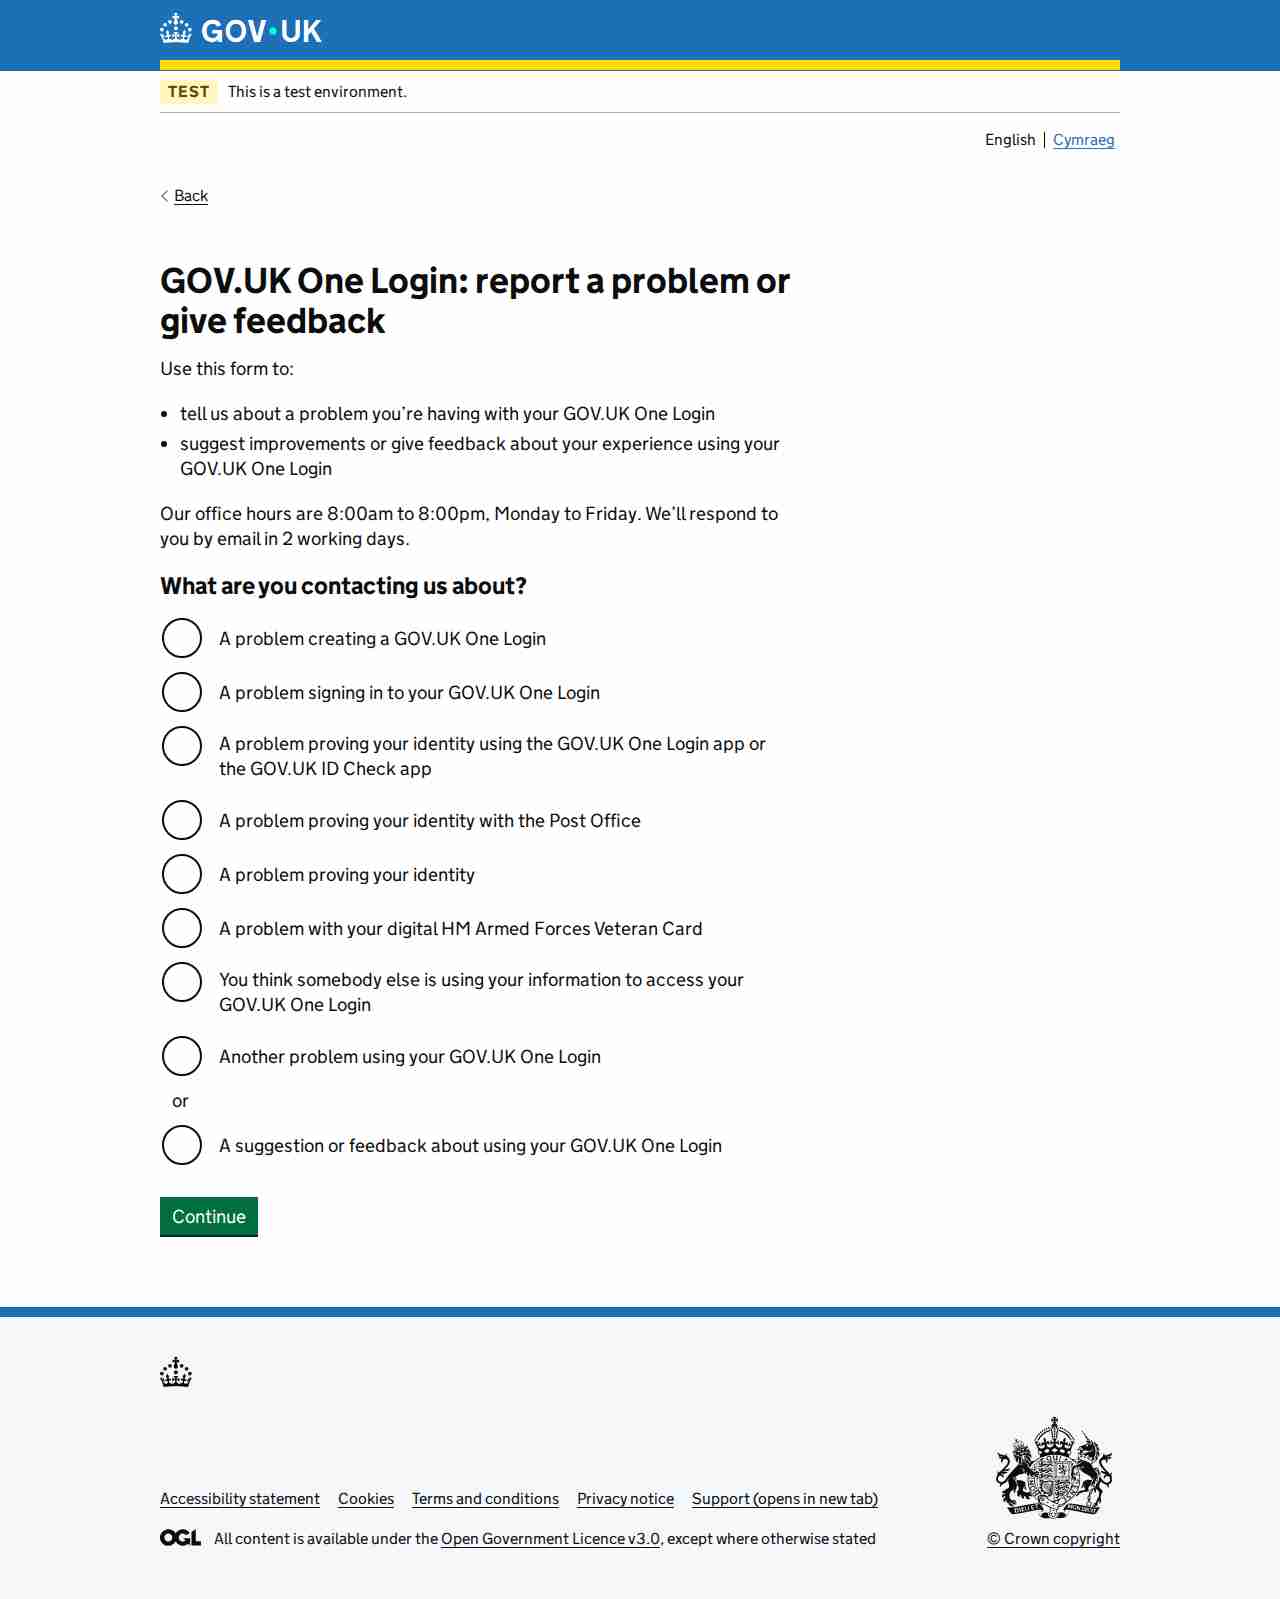 GOV·UK
TEST This is a test environment.
English Cymraeg
Back
GOV.UK One Login: report a problem or
give feedback
Use this form to:
• tell us about a problem you’re having with your GOV.UK One Login
• suggest improvements or give feedback about your experience using your
GOV.UK One Login
Our office hours are 8:00am to 8:00pm, Monday to Friday. We’ll respond to
you by email in 2 working days.
What are you contacting us about?
A problem creating a GOV.UK One Login
A problem signing in to your GOV.UK One Login
A problem proving your identity using the GOV.UK One Login app or
the GOV.UK ID Check app
A problem proving your identity with the Post Office
A problem proving your identity
A problem with your digital HM Armed Forces Veteran Card
You think somebody else is using your information to access your
GOV.UK One Login
Another problem using your GOV.UK One Login
or
A suggestion or feedback about using your GOV.UK One Login
Continue
Accessibility statement Cookies Terms and conditions Privacy notice Support (opens in new tab)
OGL All content is available under the Open Government Licence v3.0, except where otherwise stated
© Crown copyright